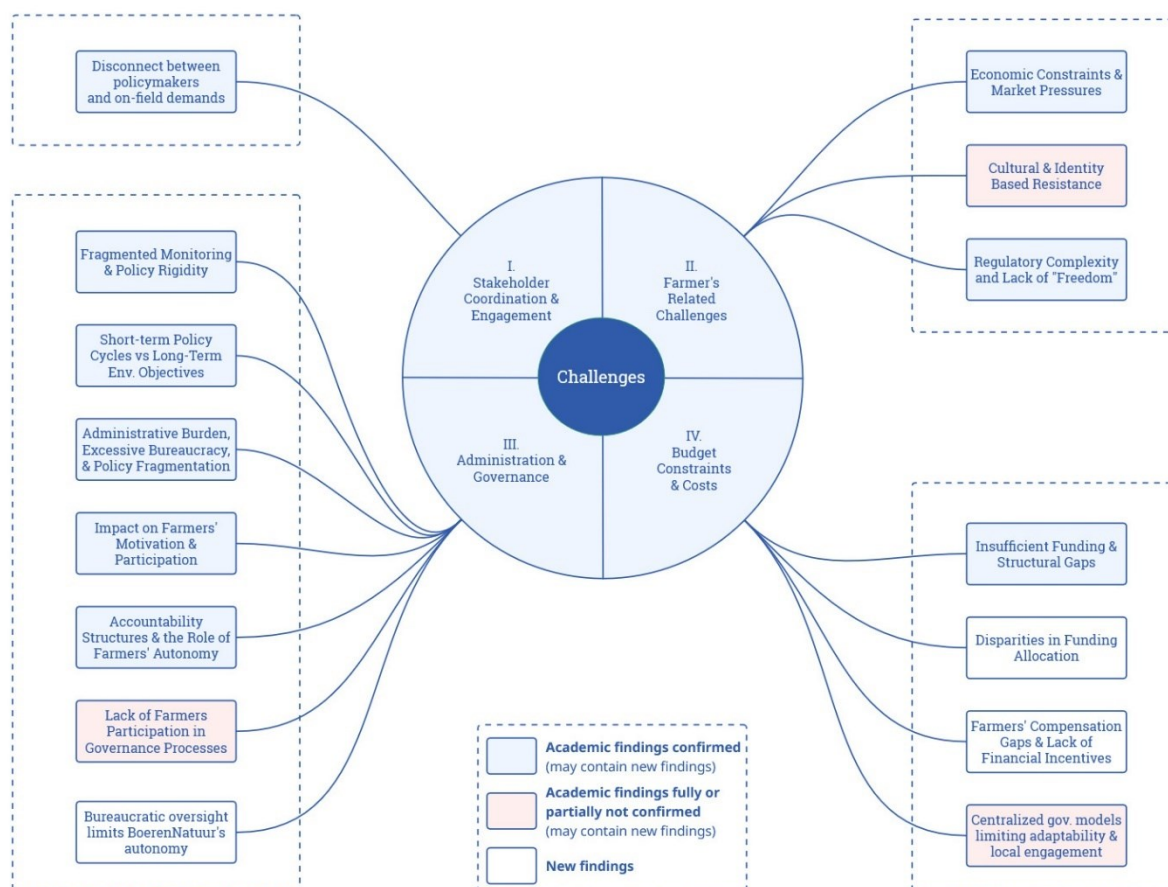 Disconnect between
policymakers
and on-field demands
Fragmented Monitoring
& Policy Rigidity
Short-term Policy
Cycles vs Long-Term
Env. Objectives
Administrative Burden,
Excessive Bureaucracy,
& Policy Fragmentation
Impact on Farmers'
Motivation &
Participation
Accountability
Structures & the Role of
Farmers' Autonomy
Lack of Farmers
Participation in
Governance Processes
Bureaucratic oversight
limits BoerenNatuur's
autonomy
I.
Stakeholder
Coordination &
Engagement
II.
Farmer's
Related
Challenges
Challenges
III.
Administration &
Governance
IV.
Budget
Constraints
& Costs
Economic Constraints &
Market Pressures
Cultural & Identity
Based Resistance
Regulatory Complexity
and Lack of "Freedom"
Insufficient Funding &
Structural Gaps
Disparities in Funding
Allocation
Farmers' Compensation
Gaps & Lack of
Financial Incentives
Centralized gov. models
limiting adaptability &
local engagement
Academic findings confirmed
(may contain new findings)
Academic findings fully or
partially not confirmed
(may contain new findings)
New findings